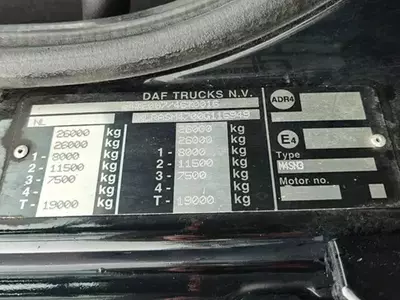 DAF TRUCKS N.V.
ADR4
NL
26000 kg 26000 kg
26000 kg 26000 kg
1- 8000 kg 1- 8000 kg
2- 11500 kg 2- 11500 kg
3- 7500 kg 3- 7500 kg
4- kg 4- kg
T- 19000 kg T- 19000 kg
E4
Type
Motor no.